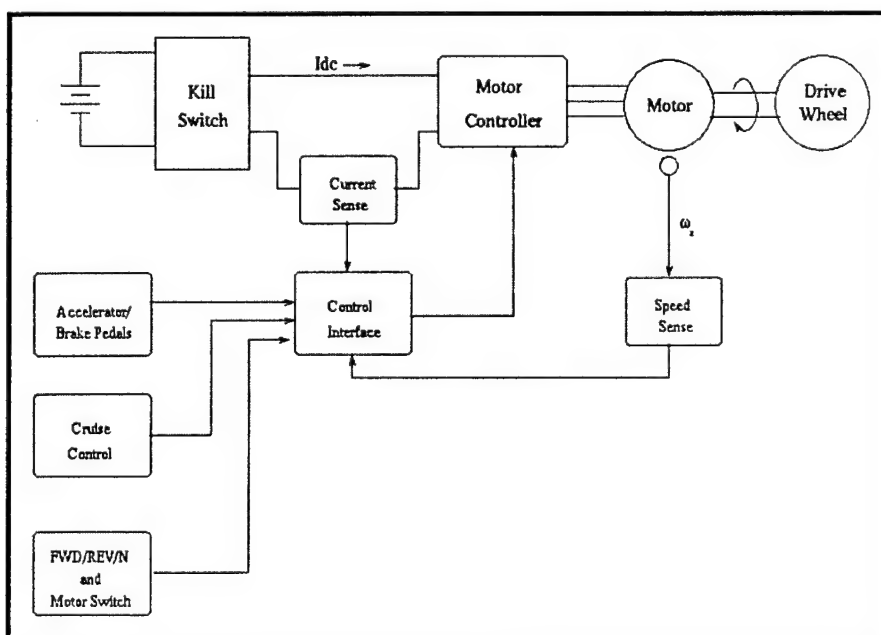 Kill
Switch
Idc
Motor
Controller
Motor
Drive
Wheel
Current
Sense
ω
Accelerator/
Brake Pedals
Control
Interface
Speed
Sense
Cruise
Control
FWD/REV/N
and
Motor Switch